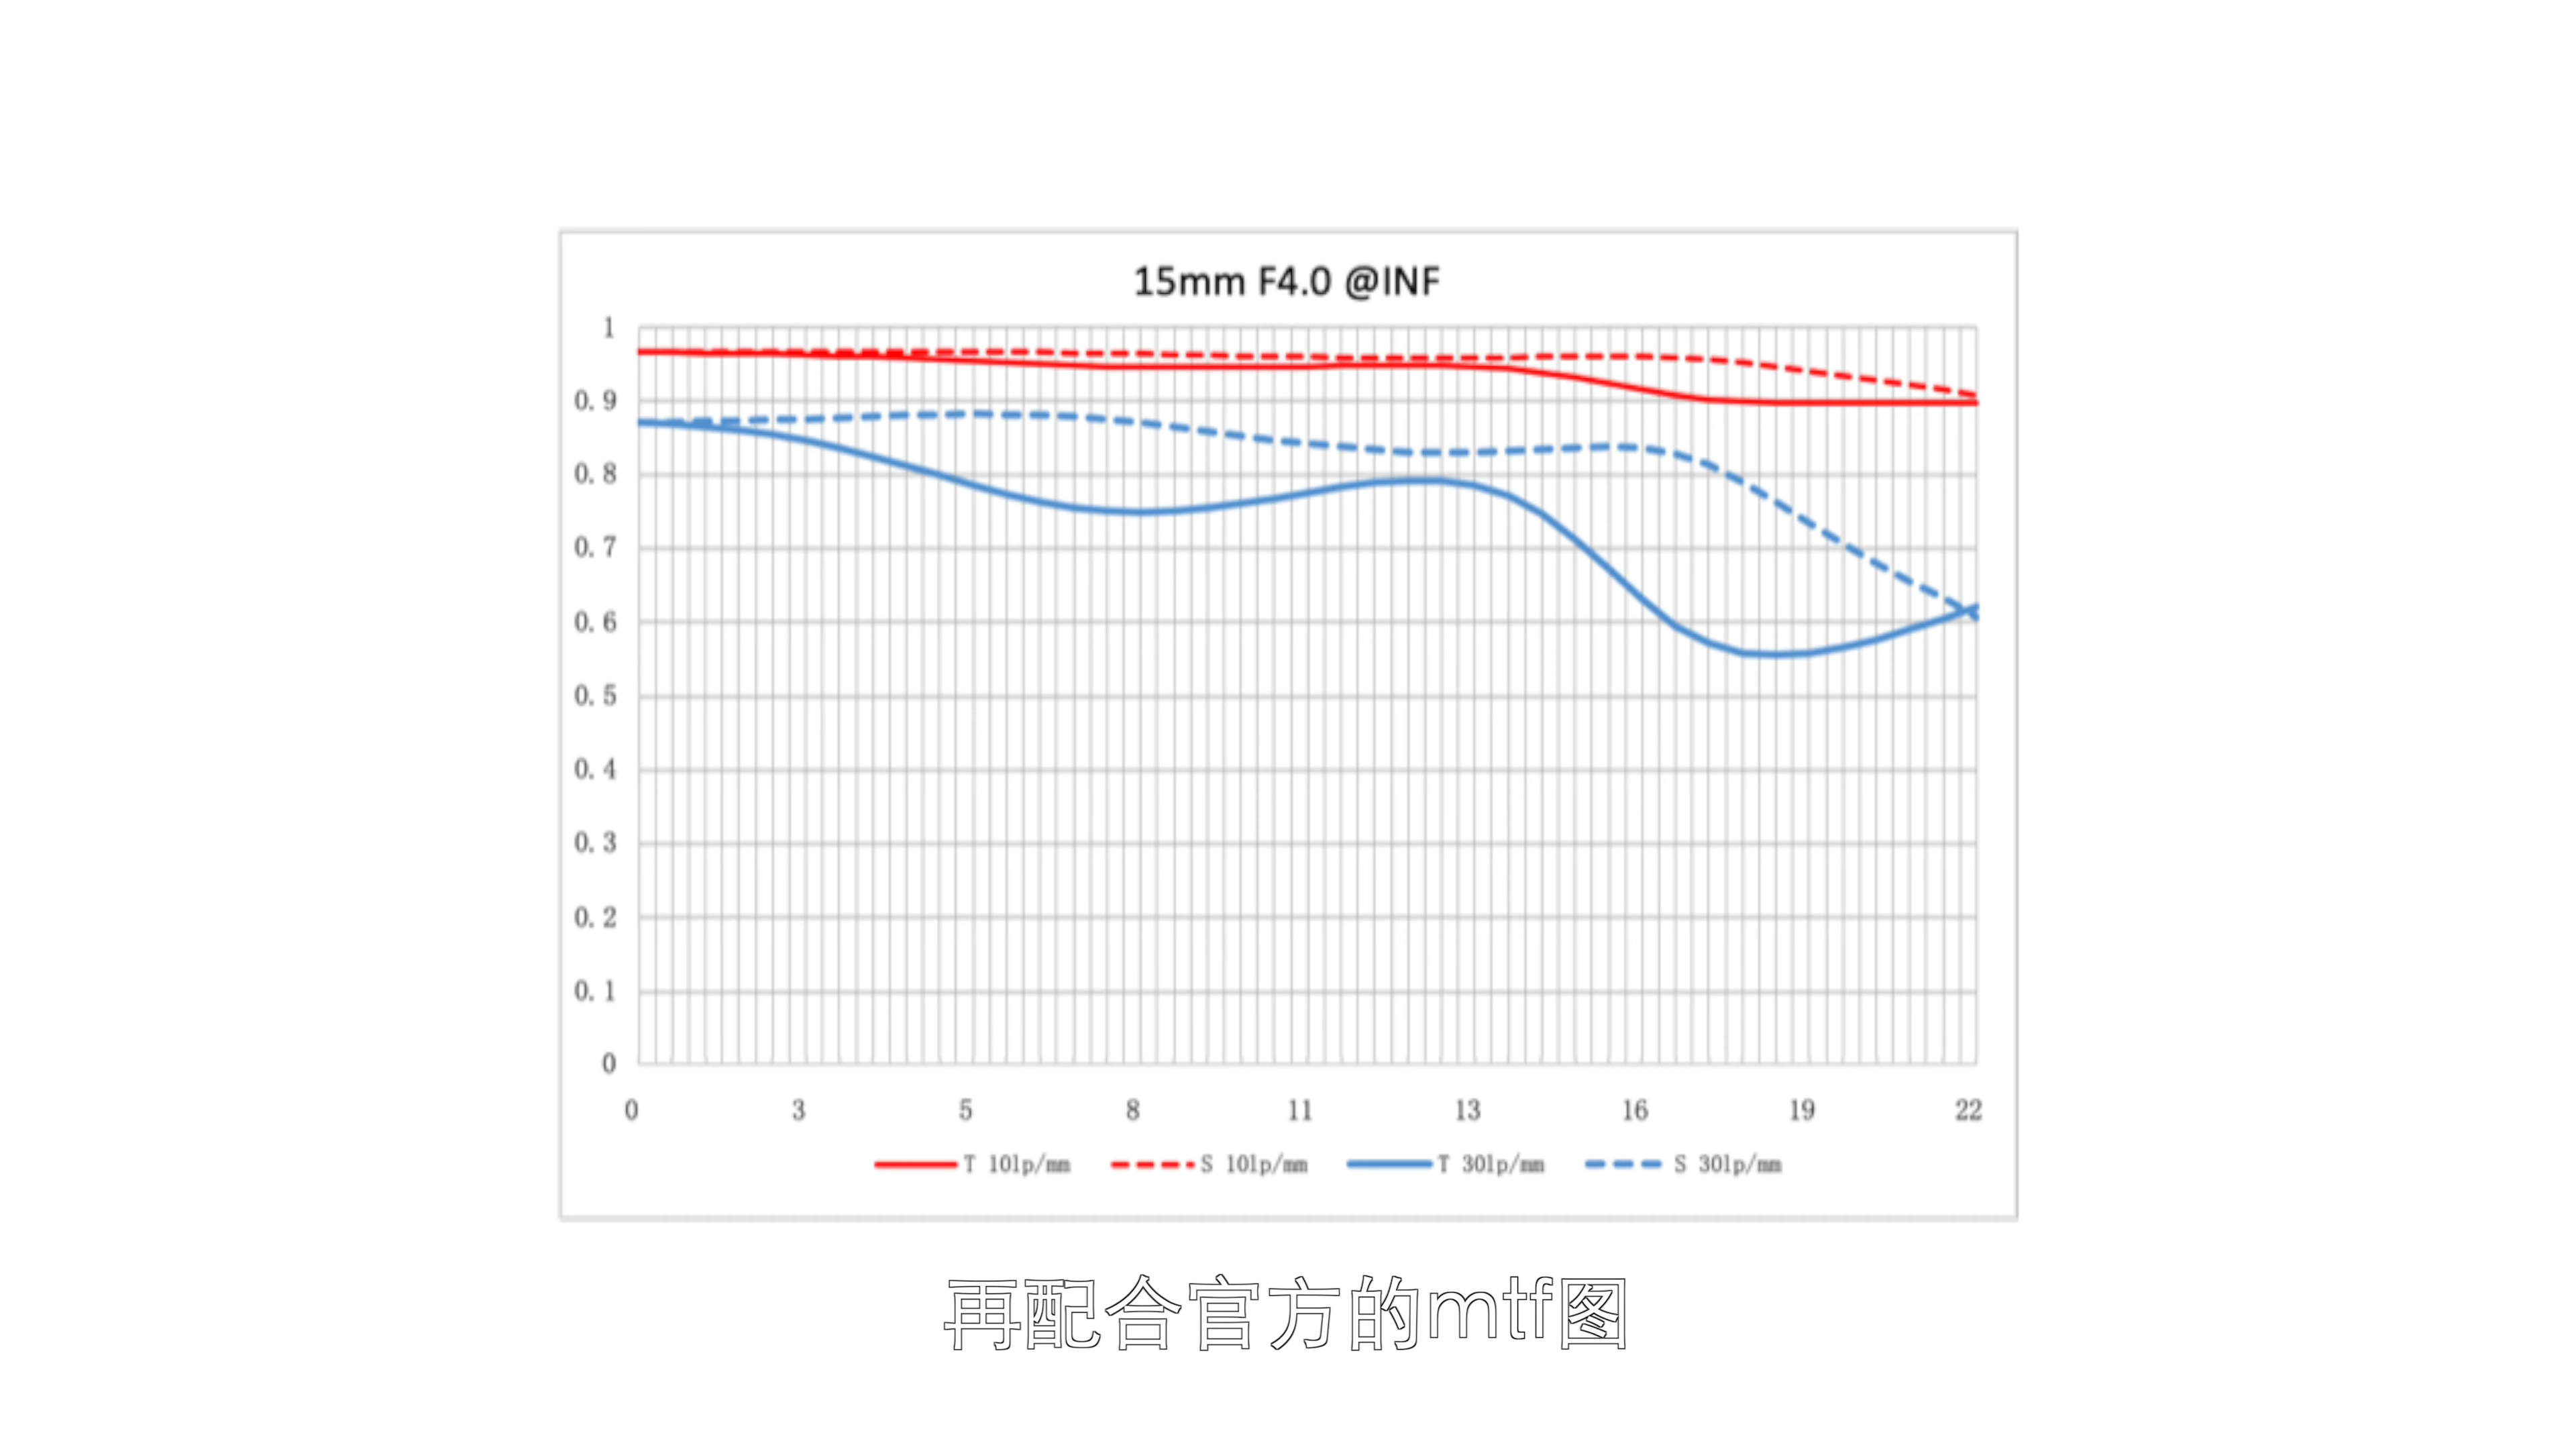 15mm F4.0 @INF
1
0.9
0.8
0.7
0.6
0.5
0.4
0.3
0.2
0.1
0
0 3 5 8 11 13 16 19 22
T 10lp/mm S 10lp/mm T 30lp/mm S 30lp/mm
再配合官方的mtf图